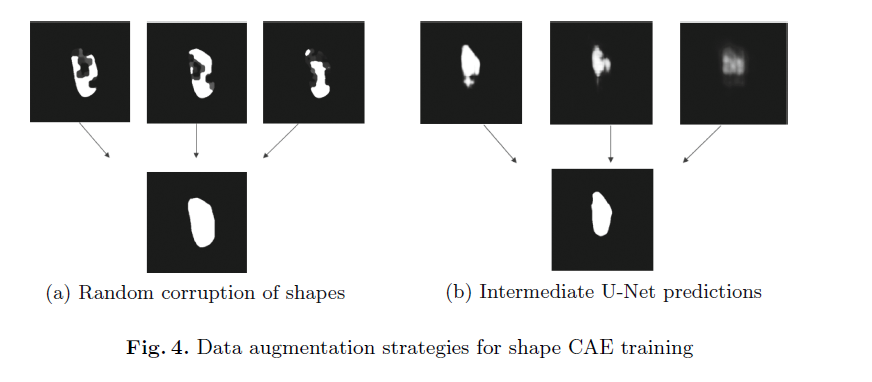 (a) Random corruption of shapes
(b) Intermediate U-Net predictions
Fig. 4. Data augmentation strategies for shape CAE training